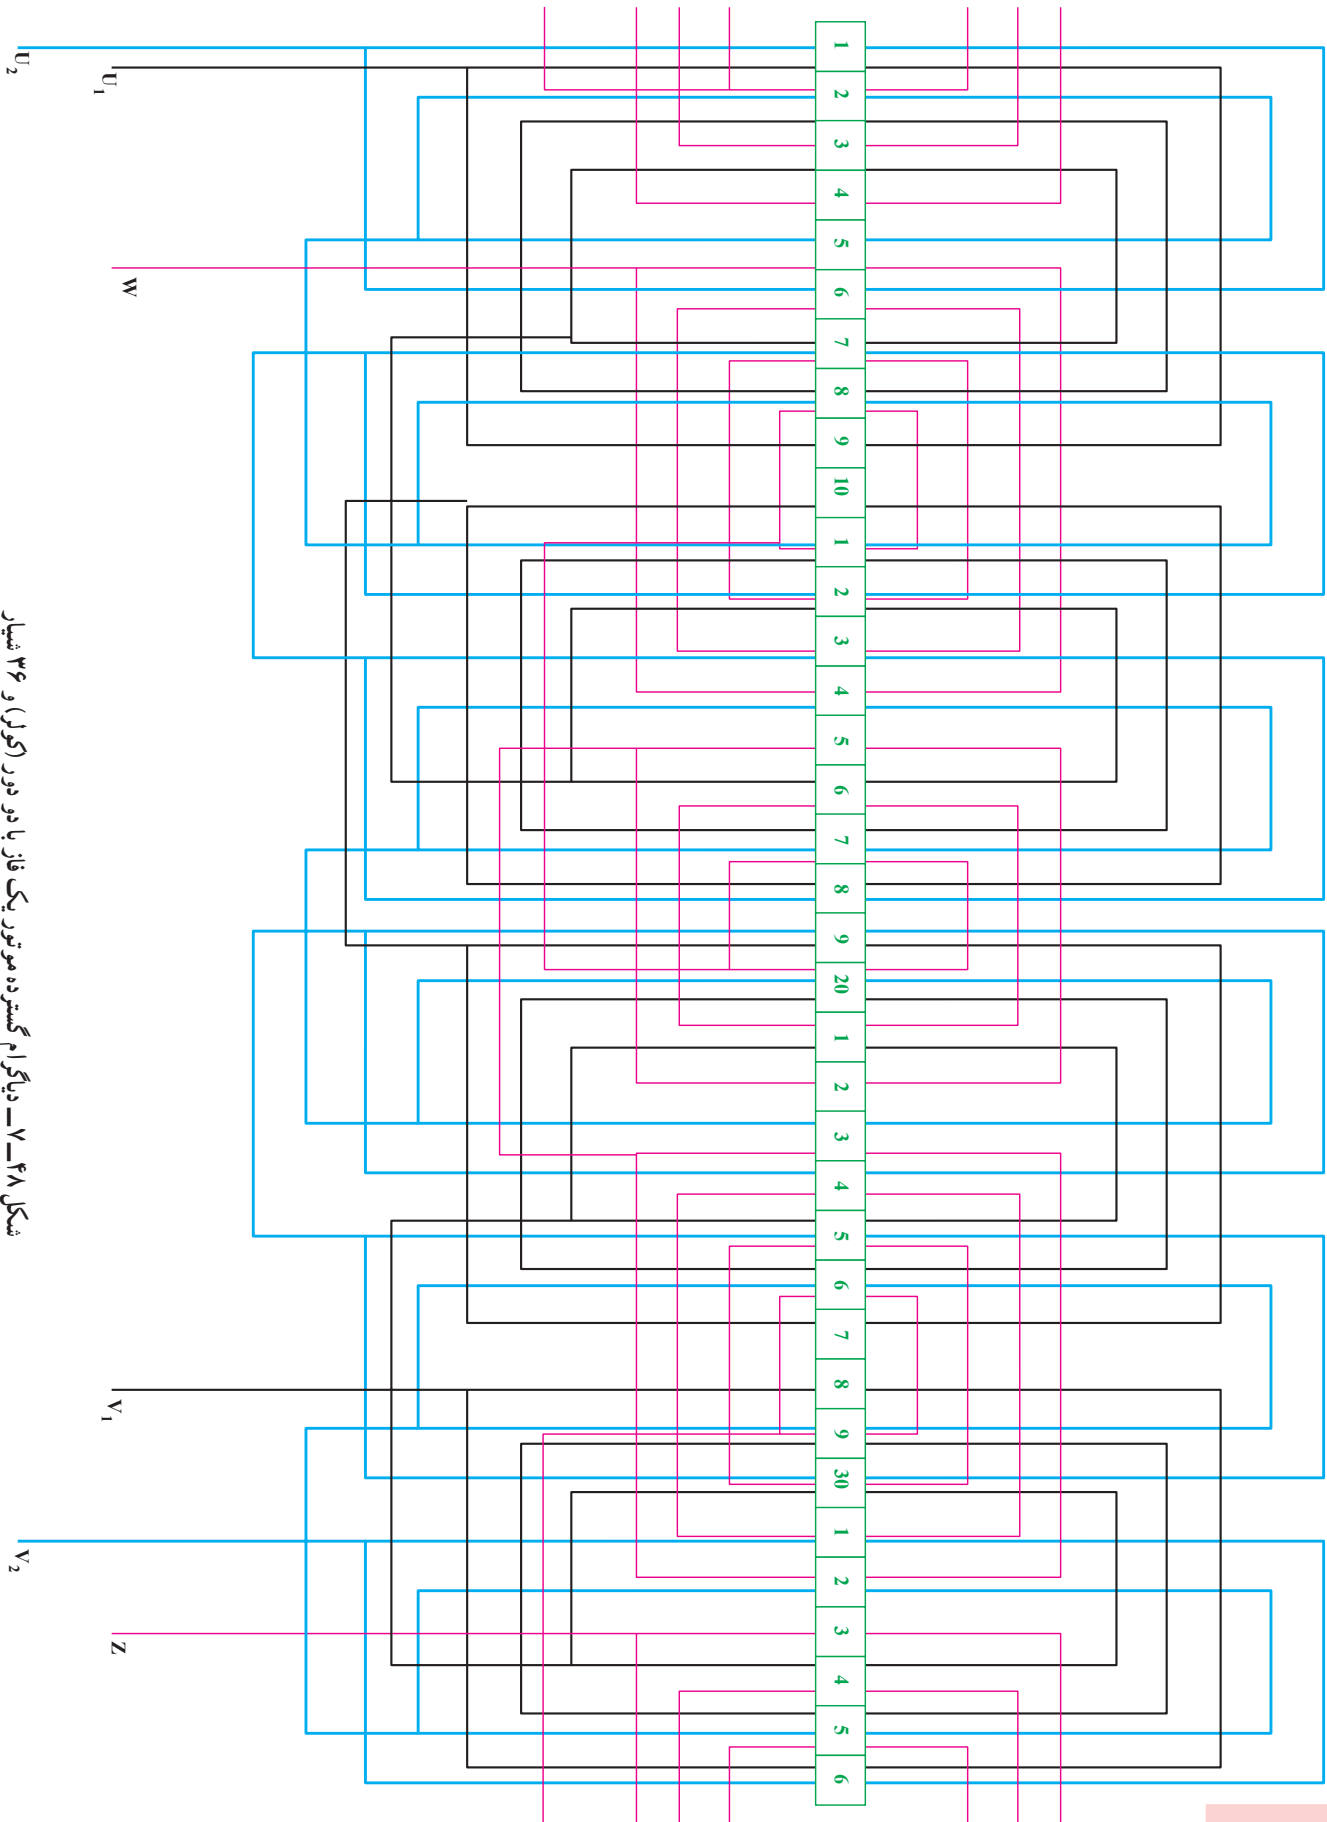 1 2 3 4 5 6 7 8 9 10 1 2 3 4 5 6 7 8 9 20 1 2 3 4 5 6 7 8 9 30 1 2 3 4 5 6
W V₁ Z
U₁
U₂ V₂
شکل ۴۸ــ۷ــ دیاگرام گسترده موتور یک فاز با دو دور (کولر) و ۳۶ شیار